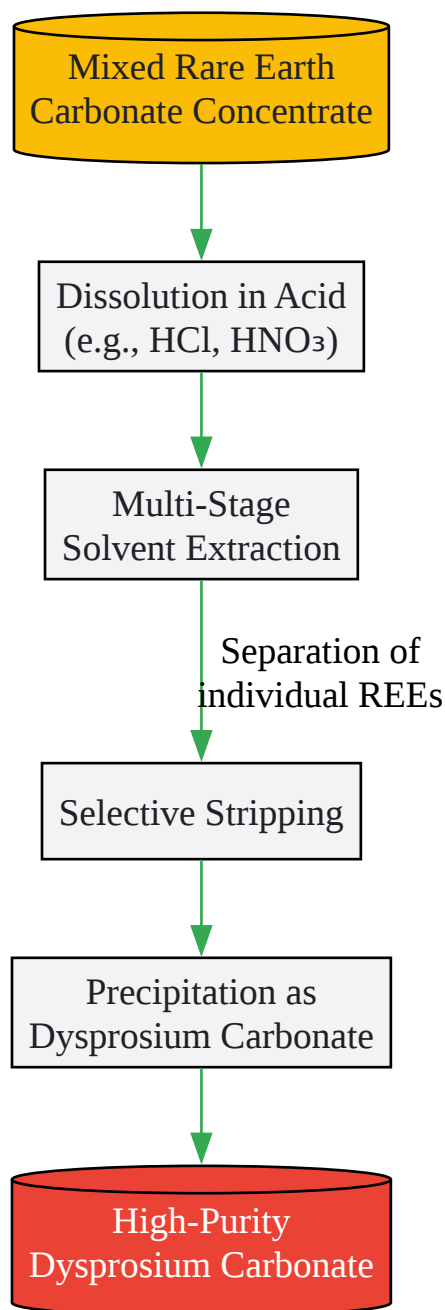 Mixed Rare Earth
Carbonate Concentrate
Dissolution in Acid
(e.g., HCl, HNO₃)
Multi-Stage
Solvent Extraction
Separation of
individual REEs
Selective Stripping
Precipitation as
Dysprosium Carbonate
High-Purity
Dysprosium Carbonate